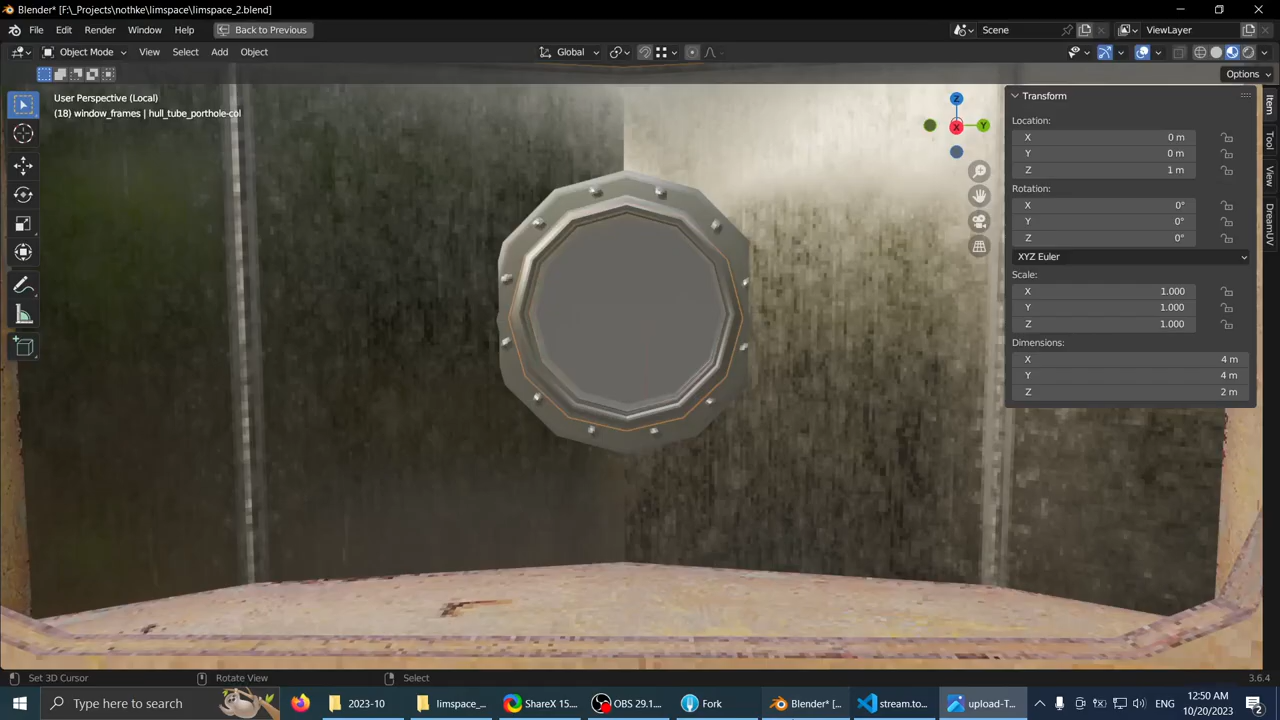 Blender* [F:\_Projects\nothke\limspace\limspace_2.blend]
File Edit Render Window Help Back to Previous Scene ViewLayer
Object Mode View Select Add Object Global
Options
User Perspective (Local)
(18) window_frames | hull_tube_porthole-col
Z
Y
X
Transform
Location:
X 0 m
Y 0 m
Z 1 m
Rotation:
X 0°
Y 0°
Z 0°
XYZ Euler
Scale:
X 1.000
Y 1.000
Z 1.000
Dimensions:
X 4 m
Y 4 m
Z 2 m
Item
Tool
View
DreamUV
Set 3D Cursor Rotate View Select 3.6.4
Type here to search 2023-10 limspace_... ShareX 15.... OBS 29.1.... Fork Blender* [... stream.to... upload-T... ENG 12:50 AM
10/20/2023
2